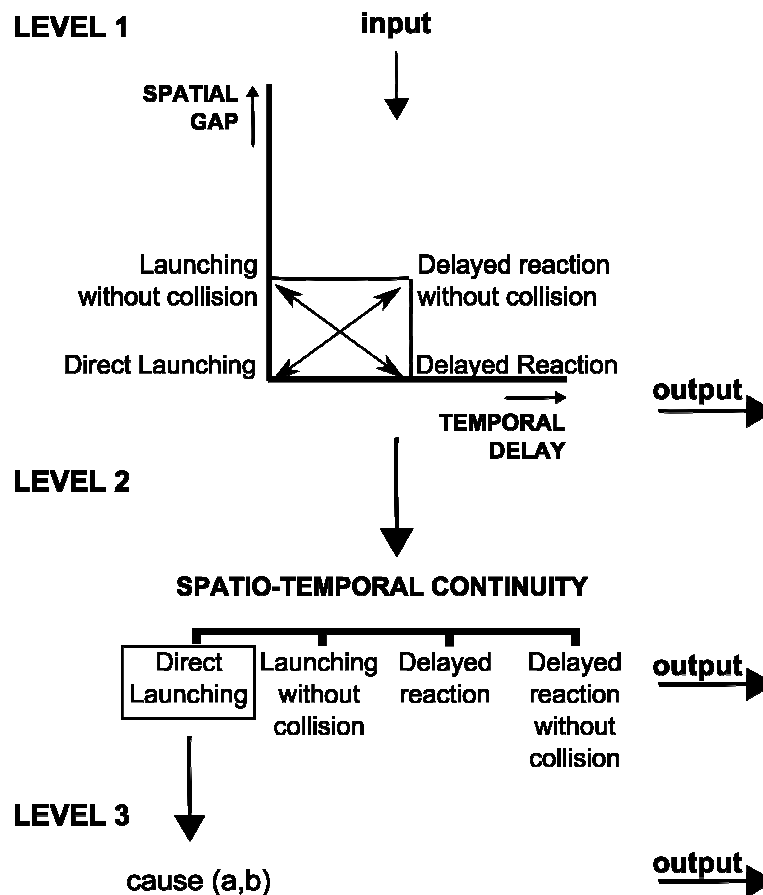 LEVEL 1
input
SPATIAL
GAP
Launching
without collision
Delayed reaction
without collision
Direct Launching
Delayed Reaction
output
TEMPORAL
DELAY
LEVEL 2
SPATIO-TEMPORAL CONTINUITY
Direct
Launching
Launching
without
collision
Delayed
reaction
Delayed
reaction
without
collision
output
LEVEL 3
cause (a,b)
output